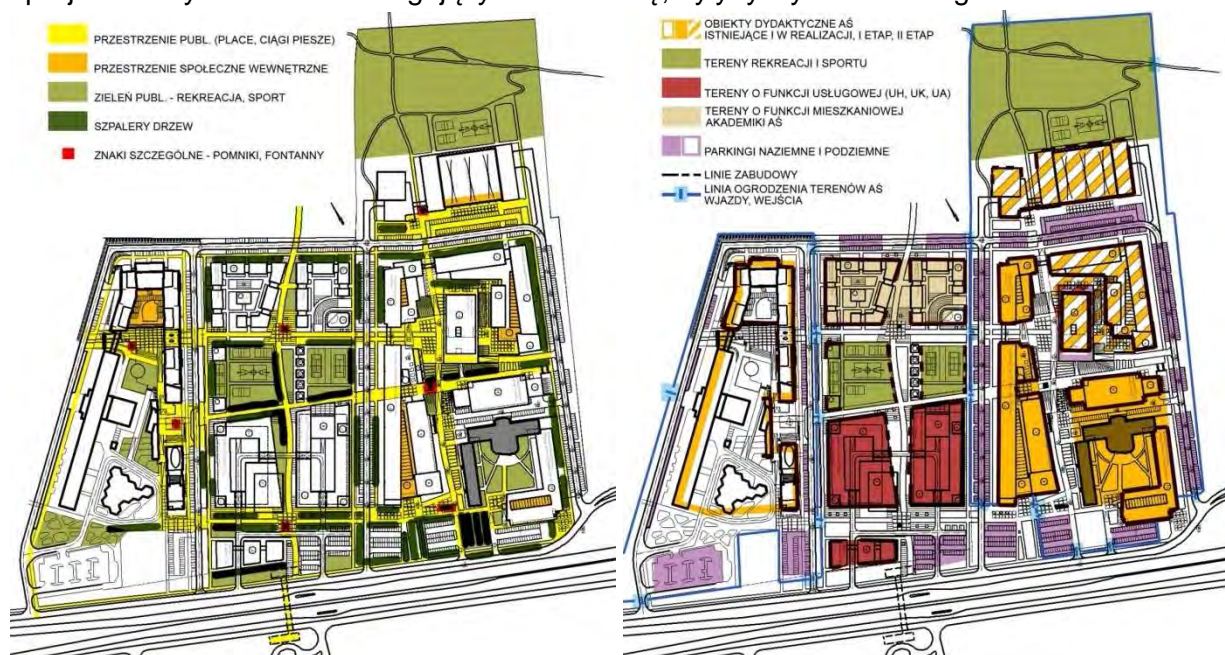 PRZESTRZENIE PUBL. (PLACE, CIĄGI PIESZE)
PRZESTRZENIE SPOŁECZNE WEWNĘTRZNE
ZIELEŃ PUBL. - REKREACJA, SPORT
SZPALERY DRZEW
ZNAKI SZCZEGÓLNE - POMNIKI, FONTANNY
OBIEKTY DYDAKTYCZNE AŚ
ISTNIEJĄCE I W REALIZACJI, I ETAP, II ETAP
TERENY REKREACJI I SPORTU
TERENY O FUNKCJI USŁUGOWEJ (UH, UK, UA)
TERENY O FUNKCJI MIESZKANIOWEJ
AKADEMIKI AŚ
PARKINGI NAZIEMNE I PODZIEMNE
LINIE ZABUDOWY
LINIA OGRODZENIA TERENÓW AŚ
WJAZDY, WEJŚCIA